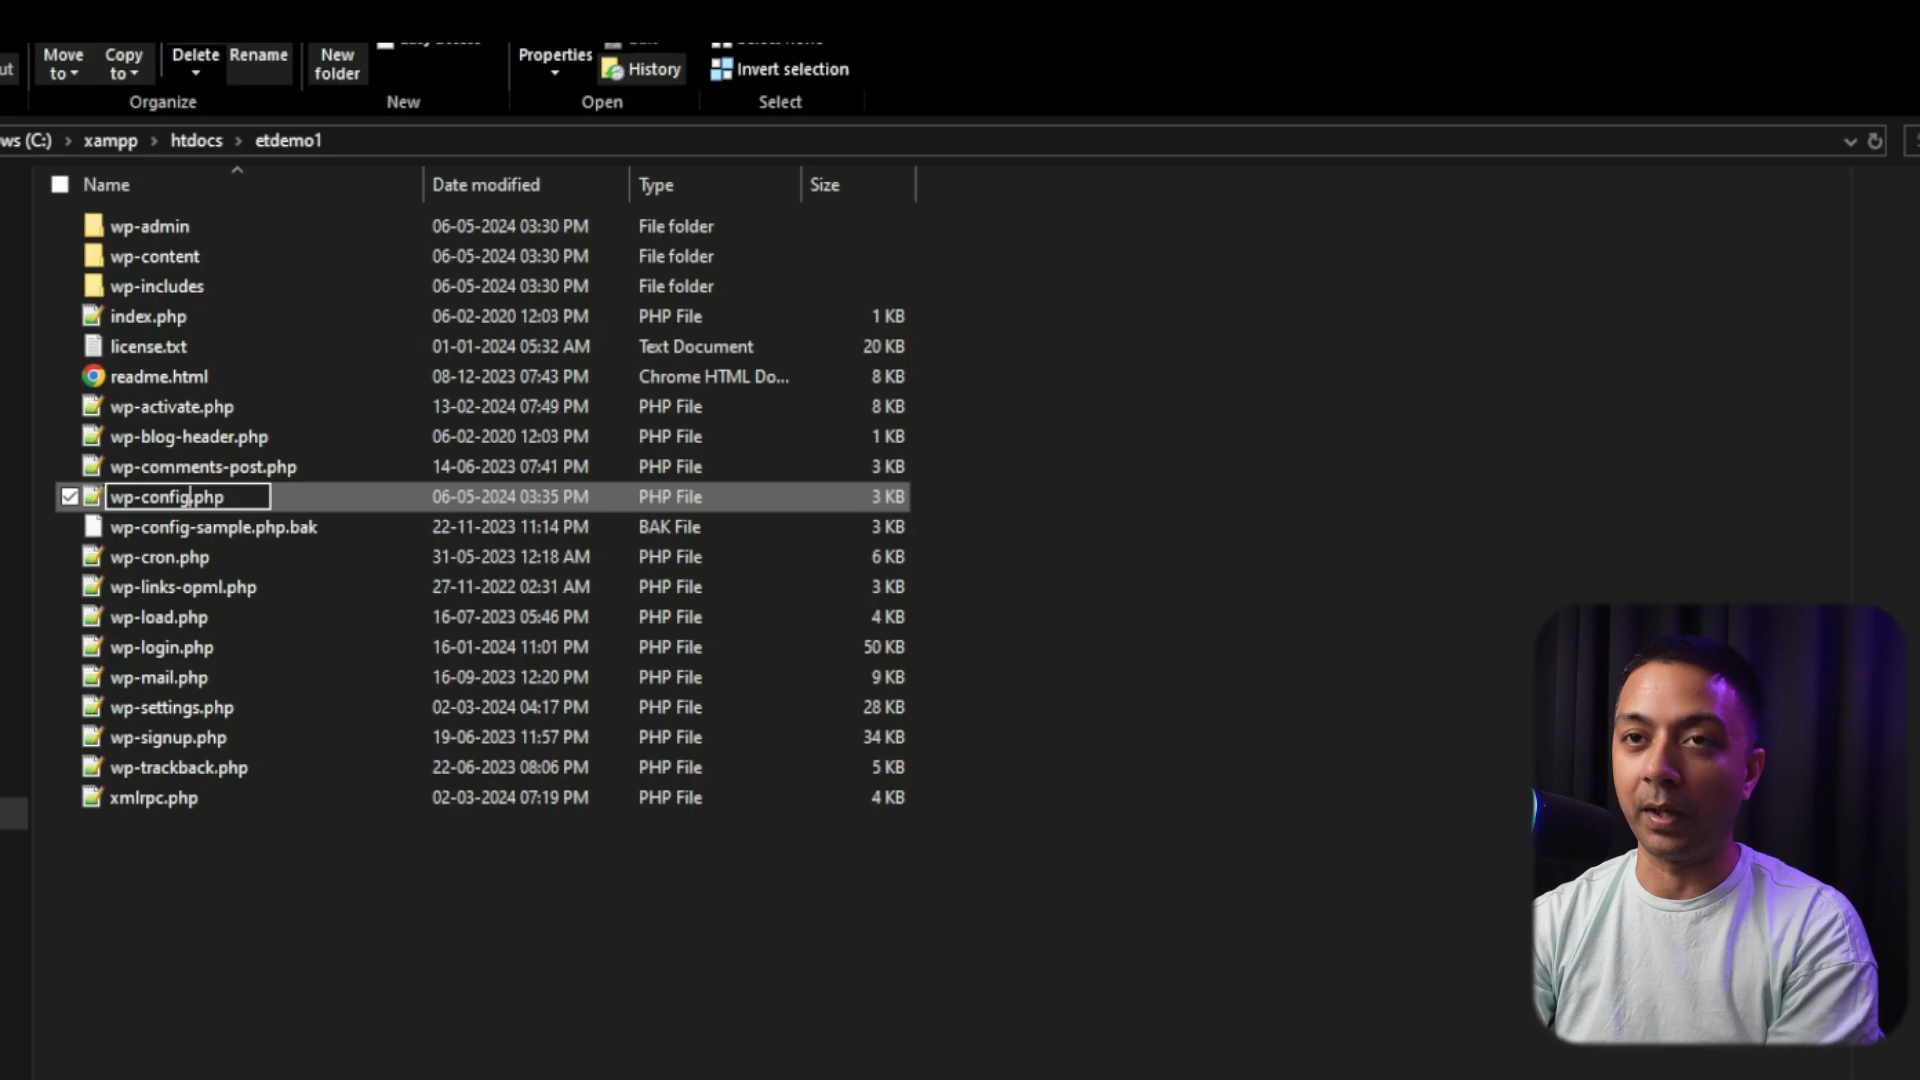 ut
Move to
Copy to
Delete
Rename
New folder
Properties
History
Invert selection
Organize
New
Open
Select
ws (C:) > xampp > htdocs > etdemo1
Name Date modified Type Size
wp-admin 06-05-2024 03:30 PM File folder
wp-content 06-05-2024 03:30 PM File folder
wp-includes 06-05-2024 03:30 PM File folder
index.php 06-02-2020 12:03 PM PHP File 1 KB
license.txt 01-01-2024 05:32 AM Text Document 20 KB
readme.html 08-12-2023 07:43 PM Chrome HTML Do... 8 KB
wp-activate.php 13-02-2024 07:49 PM PHP File 8 KB
wp-blog-header.php 06-02-2020 12:03 PM PHP File 1 KB
wp-comments-post.php 14-06-2023 07:41 PM PHP File 3 KB
wp-config.php 06-05-2024 03:35 PM PHP File 3 KB
wp-config-sample.php.bak 22-11-2023 11:14 PM BAK File 3 KB
wp-cron.php 31-05-2023 12:18 AM PHP File 6 KB
wp-links-opml.php 27-11-2022 02:31 AM PHP File 3 KB
wp-load.php 16-07-2023 05:46 PM PHP File 4 KB
wp-login.php 16-01-2024 11:01 PM PHP File 50 KB
wp-mail.php 16-09-2023 12:20 PM PHP File 9 KB
wp-settings.php 02-03-2024 04:17 PM PHP File 28 KB
wp-signup.php 19-06-2023 11:57 PM PHP File 34 KB
wp-trackback.php 22-06-2023 08:06 PM PHP File 5 KB
xmlrpc.php 02-03-2024 07:19 PM PHP File 4 KB